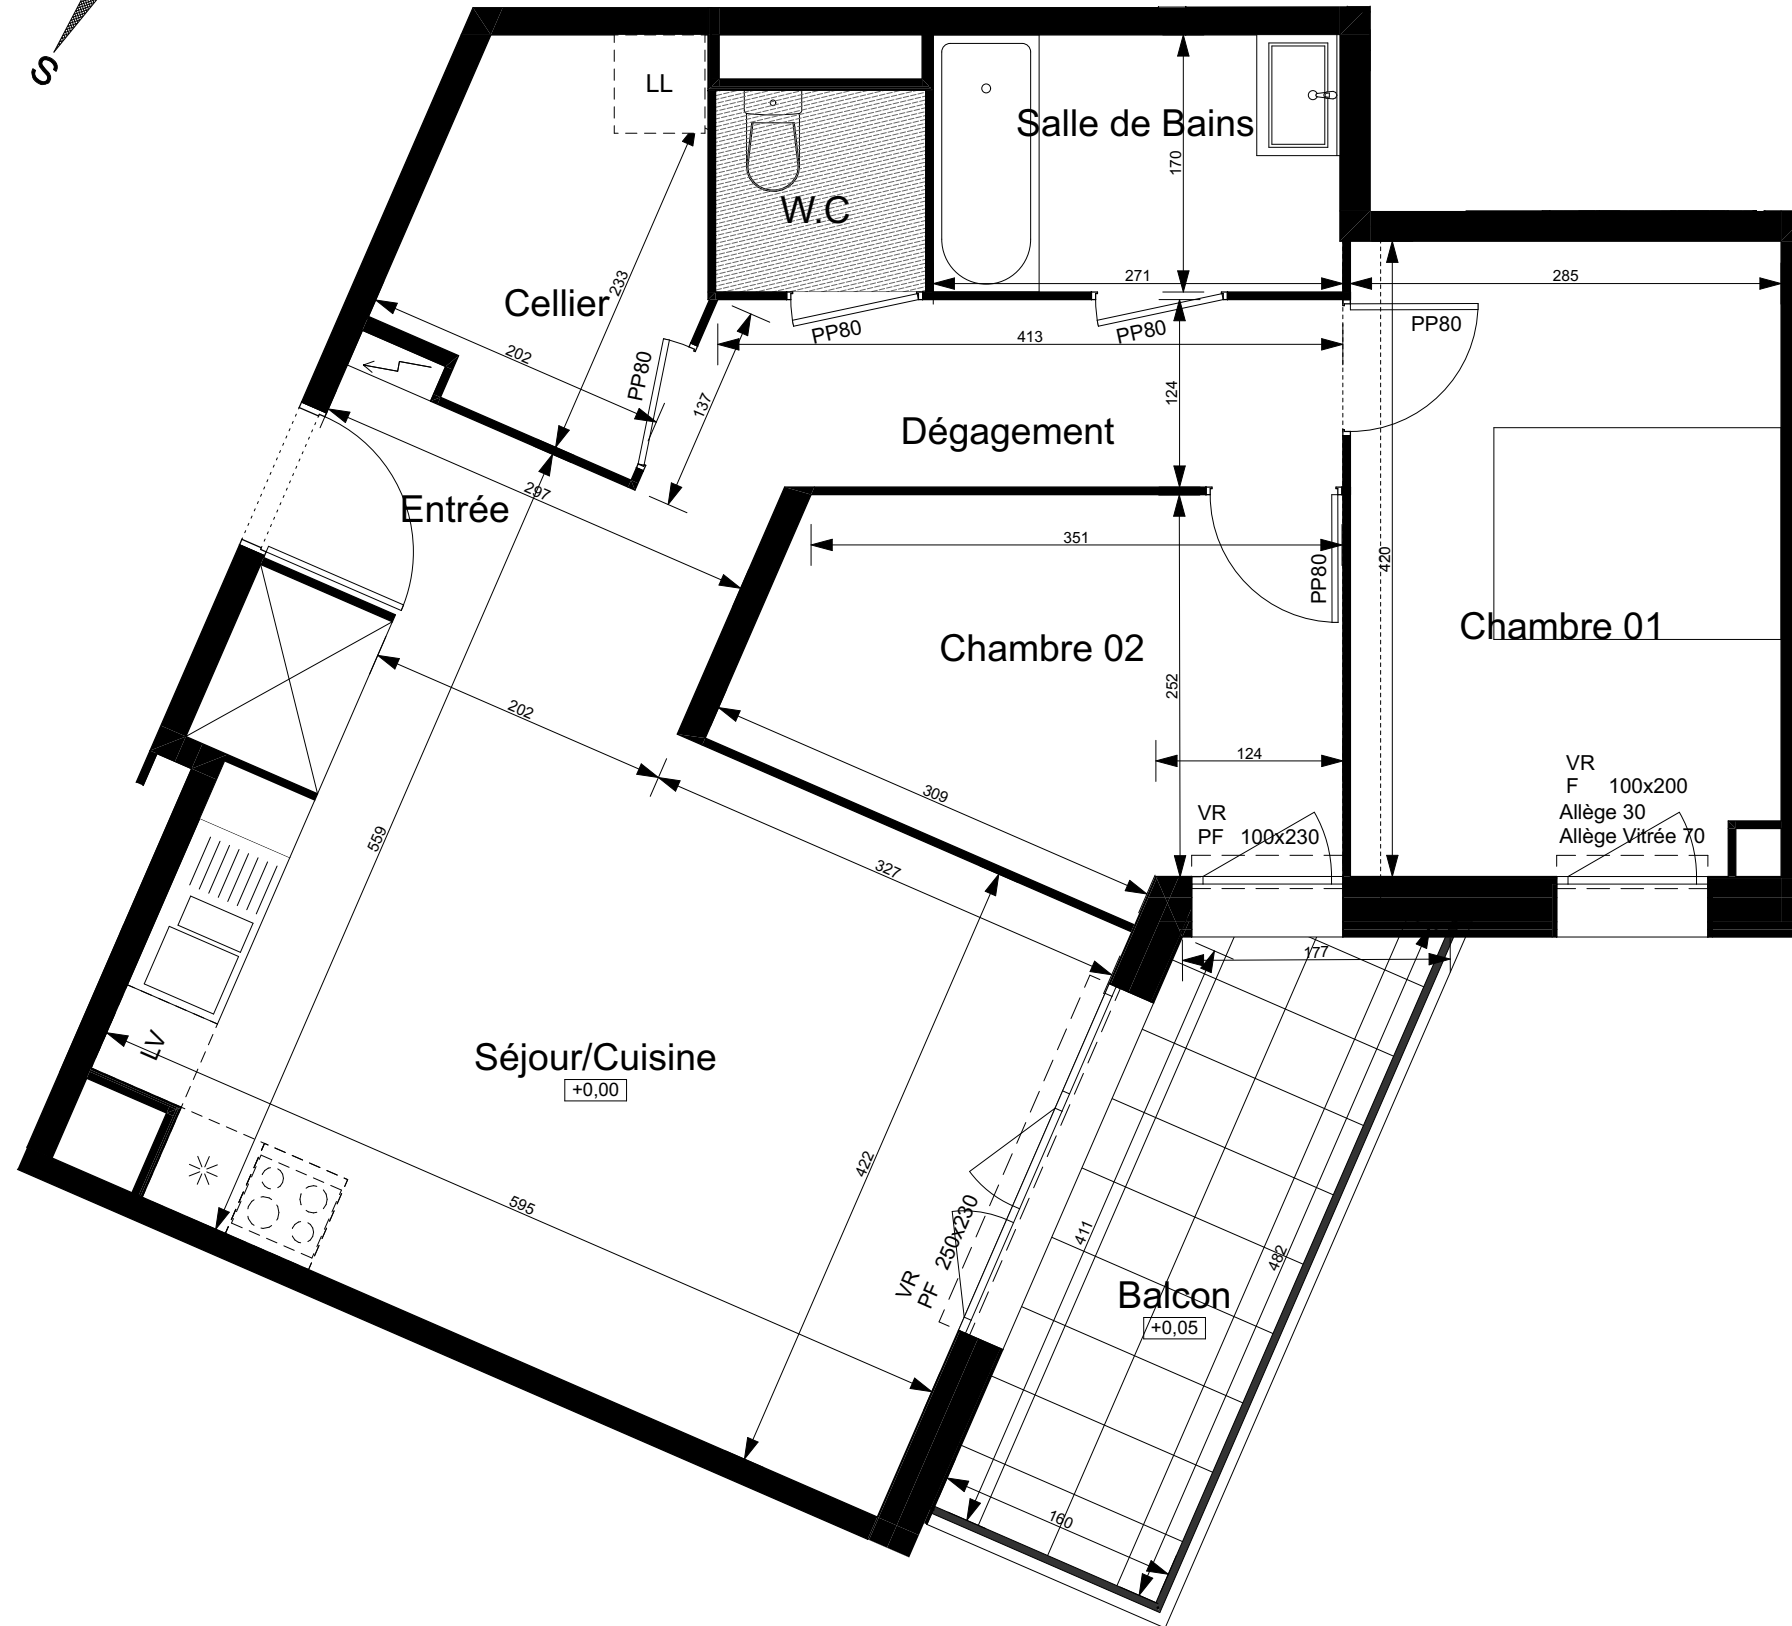 S
LL
Salle de Bains
170
W.C
271
285
Cellier
233
PP80
PP80
PP80
413
202
PP80
137
124
Dégagement
297
Entrée
351
420
PP80
Chambre 01
Chambre 02
252
202
124
309
VR
F 100x200
Allège 30
Allège Vitrée 70
VR
PF 100x230
559
327
177
LV
Séjour/Cuisine
+0,00
422
595
VR
PF 250x230
411
482
Balcon
+0,05
160